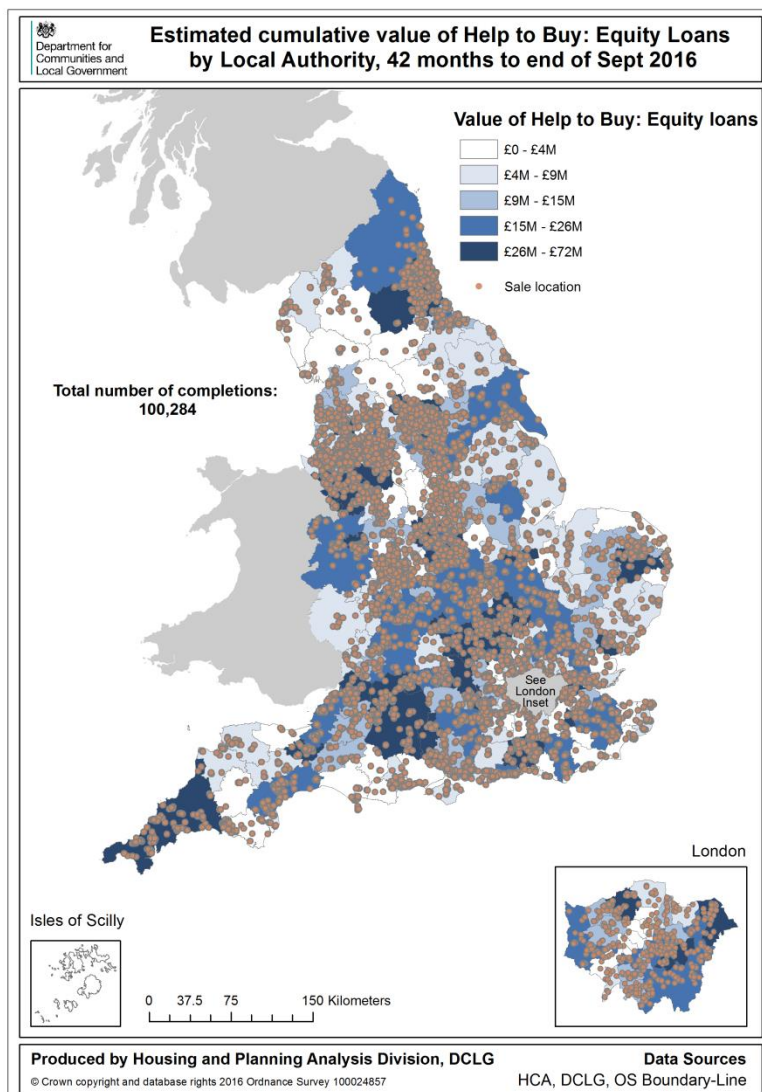 Department for
Communities and
Local Government
Estimated cumulative value of Help to Buy: Equity Loans
by Local Authority, 42 months to end of Sept 2016
Value of Help to Buy: Equity loans
£0 - £4M
£4M - £9M
£9M - £15M
£15M - £26M
£26M - £72M
Sale location
Total number of completions:
100,284
See
London
Inset
London
Isles of Scilly
0 37.5 75 150 Kilometers
Produced by Housing and Planning Analysis Division, DCLG
© Crown copyright and database rights 2016 Ordnance Survey 100024857
Data Sources
HCA, DCLG, OS Boundary-Line